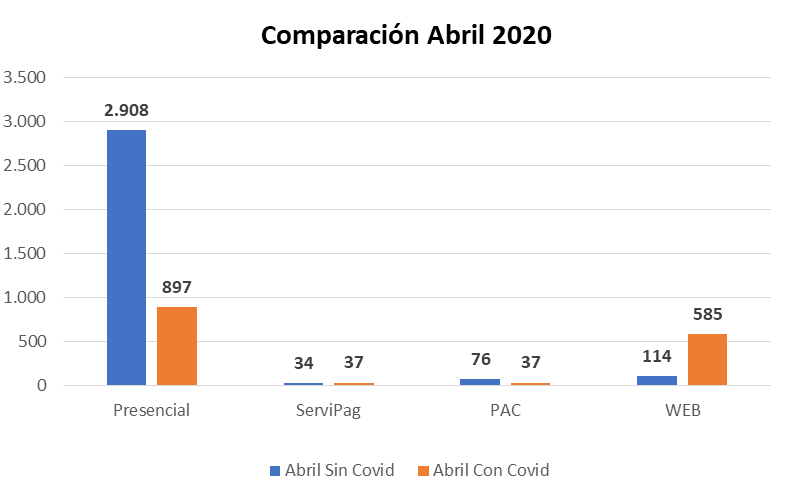 Comparación Abril 2020
3.500
3.000
2.500
2.000
1.500
1.000
500
0
2.908
897
34
37
76
37
114
585
Presencial
ServiPag
PAC
WEB
Abril Sin Covid
Abril Con Covid